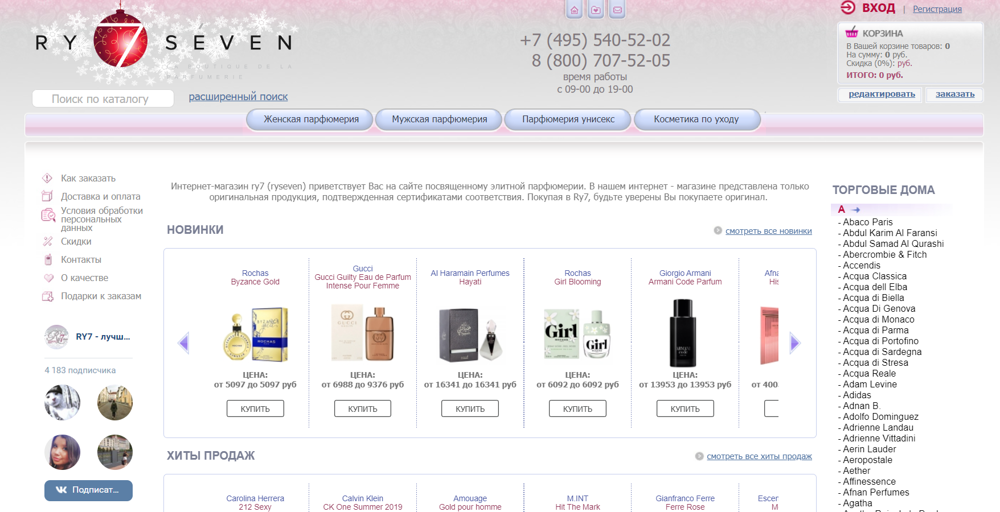 RY7SEVEN
LA BOUTIQUE DE LA
PARFUMERIE
+7 (495) 540-52-02
8 (800) 707-52-05
время работы
с 09-00 до 19-00
ВХОД | Регистрация
КОРЗИНА
В Вашей корзине товаров: 0
На сумму: 0 руб.
Скидка (0%): руб.
ИТОГО: 0 руб.
редактировать
заказать
Поиск по каталогу
расширенный поиск
Женская парфюмерия
Мужская парфюмерия
Парфюмерия унисекс
Косметика по уходу
Как заказать
Доставка и оплата
Условия обработки
персональных
данных
Скидки
Контакты
О качестве
Подарки к заказам
RY7 - лучш...
4 183 подписчика
Подписат...
Интернет-магазин ry7 (ryseven) приветствует Вас на сайте посвященному элитной парфюмерии. В нашем интернет - магазине представлена только
оригинальная продукция, подтвержденная сертификатами соответствия. Покупая в Ry7, будьте уверены Вы покупаете оригинал.
НОВИНКИ
смотреть все новинки
Rochas
Byzance Gold
ЦЕНА:
от 5097 до 5097 руб
КУПИТЬ
Gucci
Gucci Guilty Eau de Parfum
Intense Pour Femme
ЦЕНА:
от 6988 до 9376 руб
КУПИТЬ
Al Haramain Perfumes
Hayati
ЦЕНА:
от 16341 до 16341 руб
КУПИТЬ
Rochas
Girl Blooming
Girl
Girl
ЦЕНА:
от 6092 до 6092 руб
КУПИТЬ
Giorgio Armani
Armani Code Parfum
ЦЕНА:
от 13953 до 13953 руб
КУПИТЬ
Afna
His
от 400
ХИТЫ ПРОДАЖ
смотреть все хиты продаж
Carolina Herrera
212 Sexy
Calvin Klein
CK One Summer 2019
Amouage
Gold pour homme
M.INT
Hit The Mark
Gianfranco Ferre
Ferre Rose
Escen
M
ТОРГОВЫЕ ДОМА
A
- Abaco Paris
- Abdul Karim Al Faransi
- Abdul Samad Al Qurashi
- Abercrombie & Fitch
- Accendis
- Acqua Classica
- Acqua dell Elba
- Acqua di Biella
- Acqua Di Genova
- Acqua di Monaco
- Acqua di Parma
- Acqua di Portofino
- Acqua di Sardegna
- Acqua di Stresa
- Acqua Reale
- Adam Levine
- Adidas
- Adnan B.
- Adolfo Dominguez
- Adrienne Landau
- Adrienne Vittadini
- Aerin Lauder
- Aeropostale
- Aether
- Affinessence
- Afnan Perfumes
- Agatha